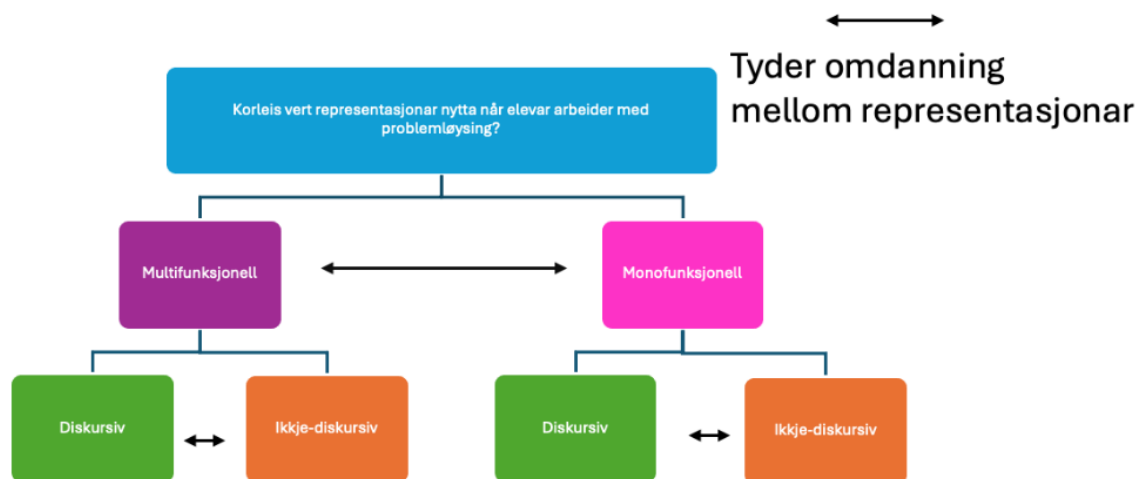 Tyder omdanning
mellom representasjonar
Korleis vert representasjonar nytta når elevar arbeider med
problemløysing?
Multifunksjonell
Monofunksjonell
Diskursiv
Ikkje-diskursiv
Diskursiv
Ikkje-diskursiv